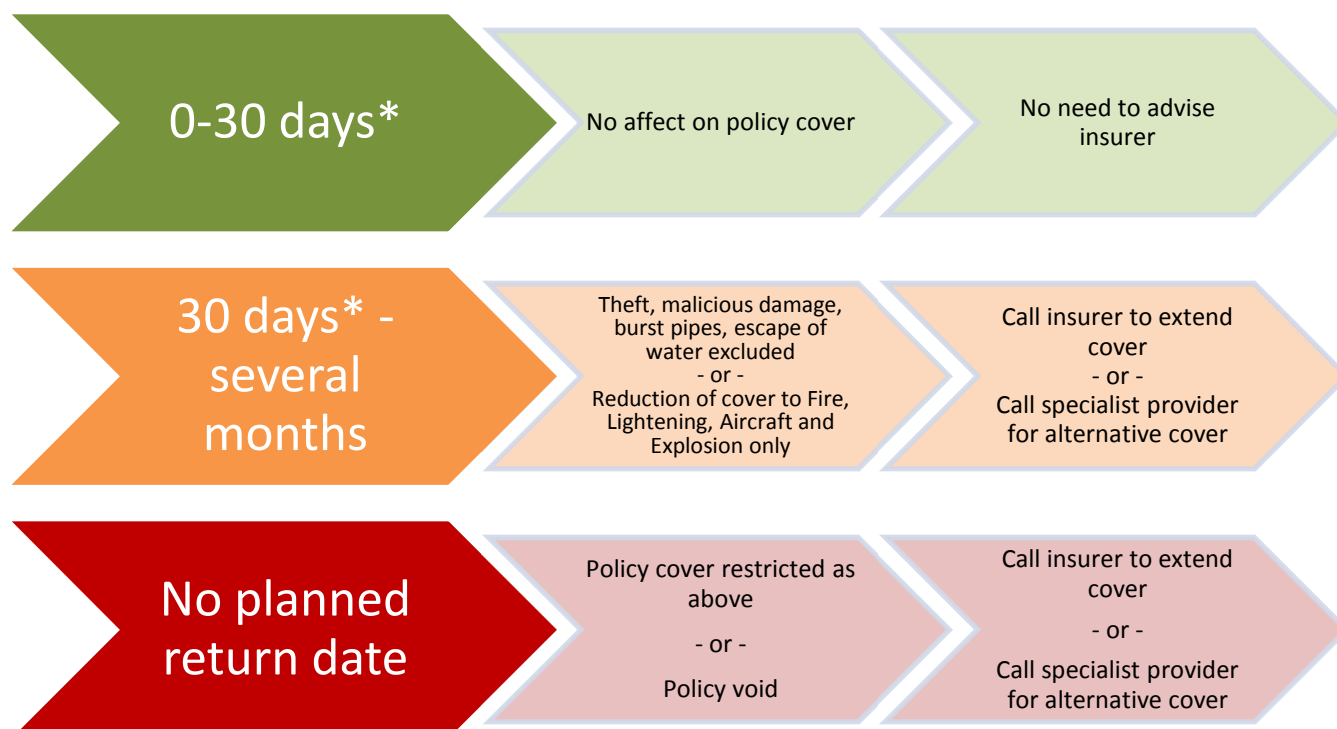 0-30 days*
No affect on policy cover
No need to advise
insurer
30 days* -
several
months
Theft, malicious damage,
burst pipes, escape of
water excluded
- or -
Reduction of cover to Fire,
Lightening, Aircraft and
Explosion only
Call insurer to extend
cover
- or -
Call specialist provider
for alternative cover
No planned
return date
Policy cover restricted as
above
- or -
Policy void
Call insurer to extend
cover
- or -
Call specialist provider
for alternative cover